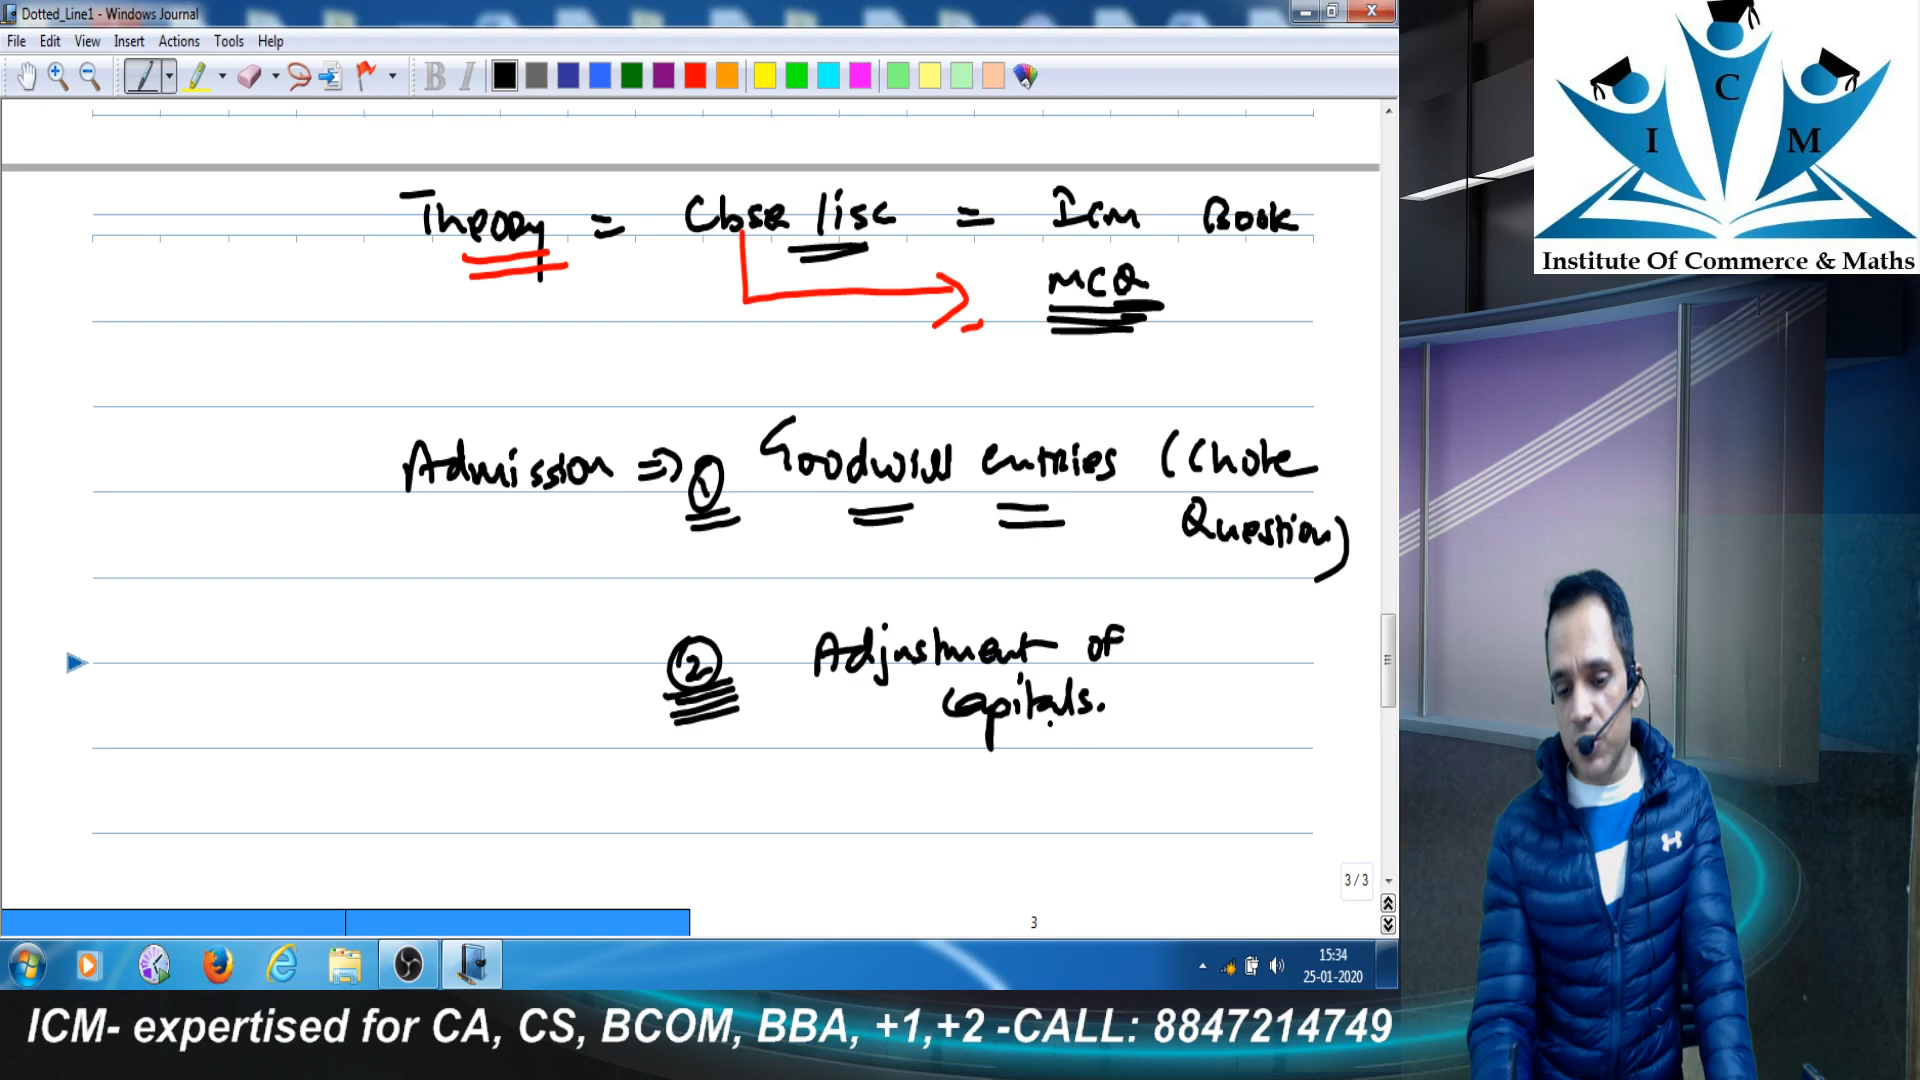 Dotted_Line1 - Windows Journal
File Edit View Insert Actions Tools Help
B I
Theory = Cbse lisc = Icm Book
MCQ
Admission => ① Goodwill entries (Chote
Question)
② Adjustment of
capitals.
3 / 3
3
15:34
25-01-2020
I C M
Institute Of Commerce & Maths
ICM- expertised for CA, CS, BCOM, BBA, +1,+2 -CALL: 8847214749